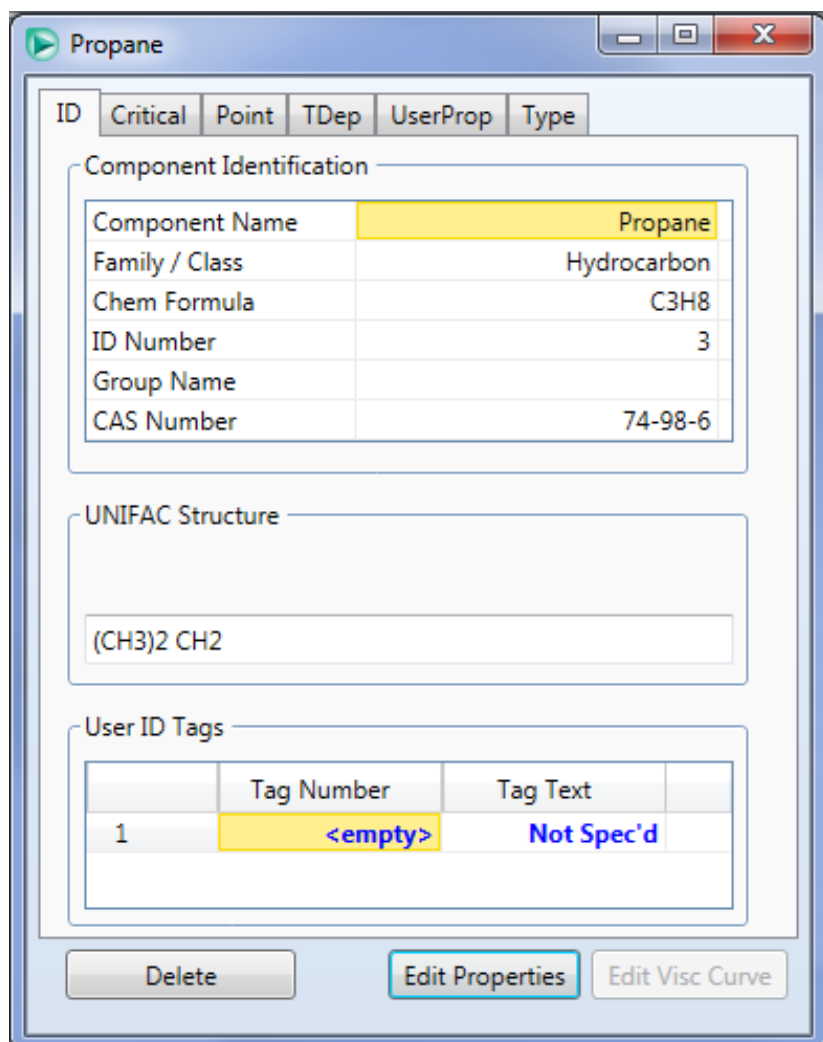 Propane
ID Critical Point TDep UserProp Type
Component Identification
Component Name Propane
Family / Class Hydrocarbon
Chem Formula C3H8
ID Number 3
Group Name
CAS Number 74-98-6
UNIFAC Structure
(CH3)2 CH2
User ID Tags
Tag Number Tag Text
1 <empty> Not Spec'd
Delete Edit Properties Edit Visc Curve